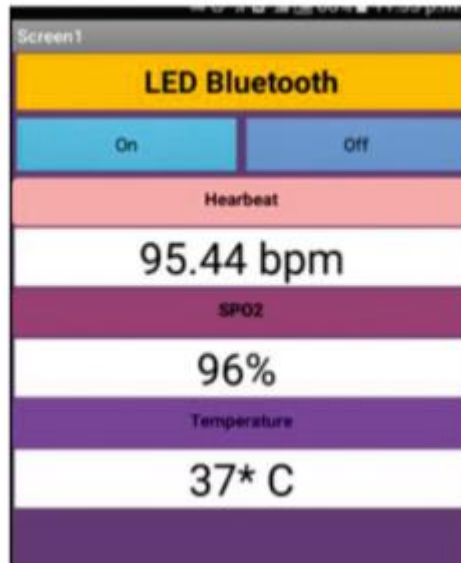 Screen1
LED Bluetooth
On Off
Hearbeat
95.44 bpm
SPO2
96%
Temperature
37* C